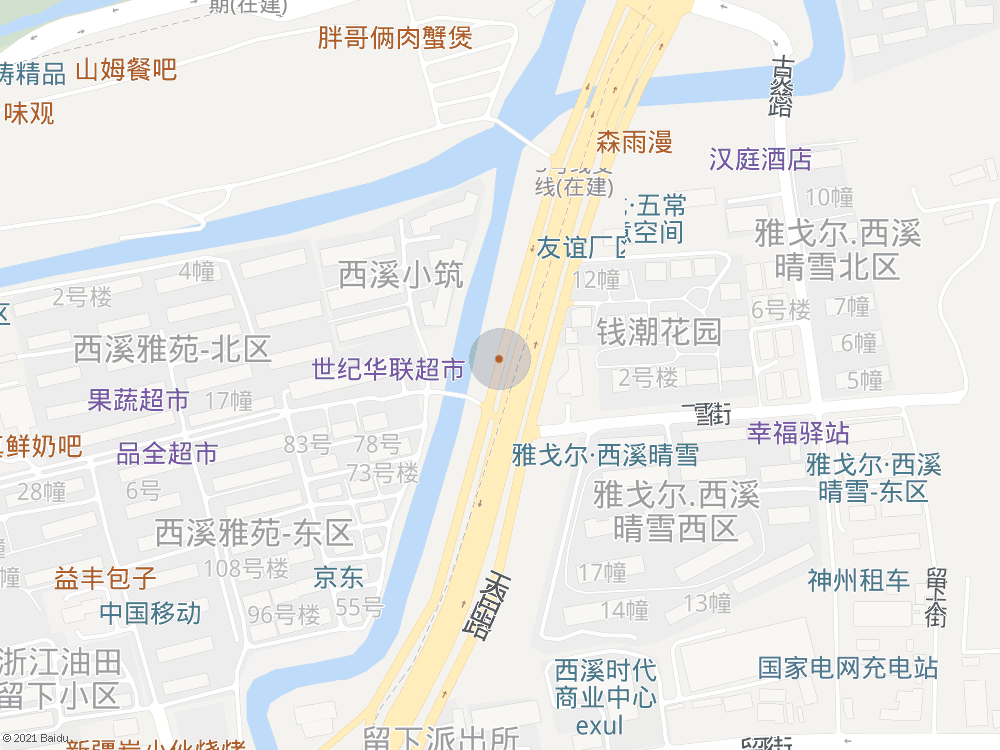 期(在建)
胖哥俩肉蟹煲
精品
山姆餐吧
味观
古荡路
森雨漫
汉庭酒店
线(在建)
10幢
·五常
空间
友谊厂区
雅戈尔.西溪
晴雪北区
4幢
西溪小筑
12幢
2号楼
7幢
6号楼
钱潮花园
6幢
西溪雅苑-北区
世纪华联超市
2号楼
5幢
果蔬超市
17幢
雪街
幸福驿站
83号
78号
鲜奶吧
品全超市
雅戈尔·西溪晴雪
73号楼
雅戈尔·西溪
晴雪-东区
28幢
6号
雅戈尔.西溪
晴雪西区
西溪雅苑-东区
108号楼
益丰包子
京东
17幢
神州租车
留下街
中国移动
96号楼
55号
14幢
13幢
天目山路
浙江油田
留下小区
西溪时代
商业中心
exul
国家电网充电站
留下派出所
© 2021 Baidu